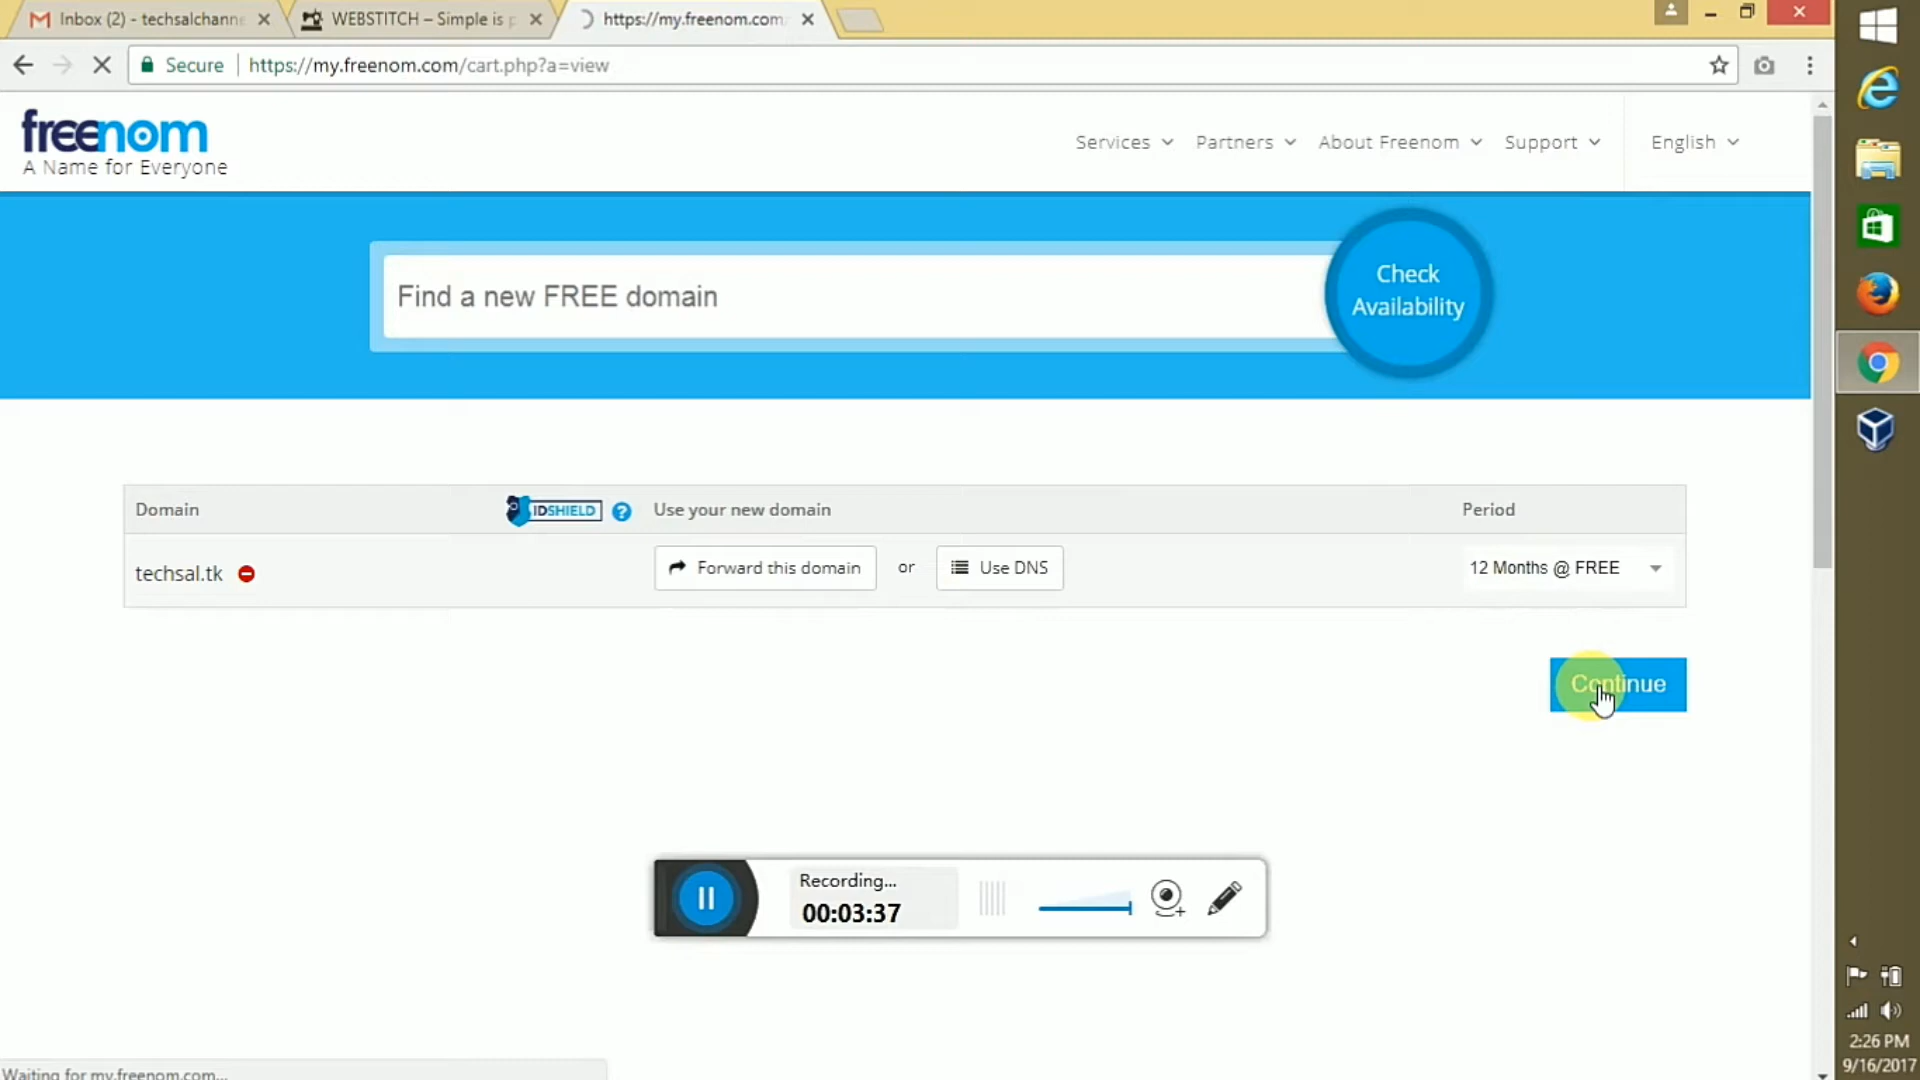 Inbox (2) - techsalchanne
WEBSTITCH – Simple is p
https://my.freenom.com
Secure
https://my.freenom.com/cart.php?a=view
freenom
A Name for Everyone
Services
Partners
About Freenom
Support
English
Find a new FREE domain
Check
Availability
Domain
IDSHIELD
?
Use your new domain
Period
techsal.tk
Forward this domain
or
Use DNS
12 Months @ FREE
Continue
Recording...
00:03:37
2:26 PM
9/16/2017
Waiting for my.freenom.com...